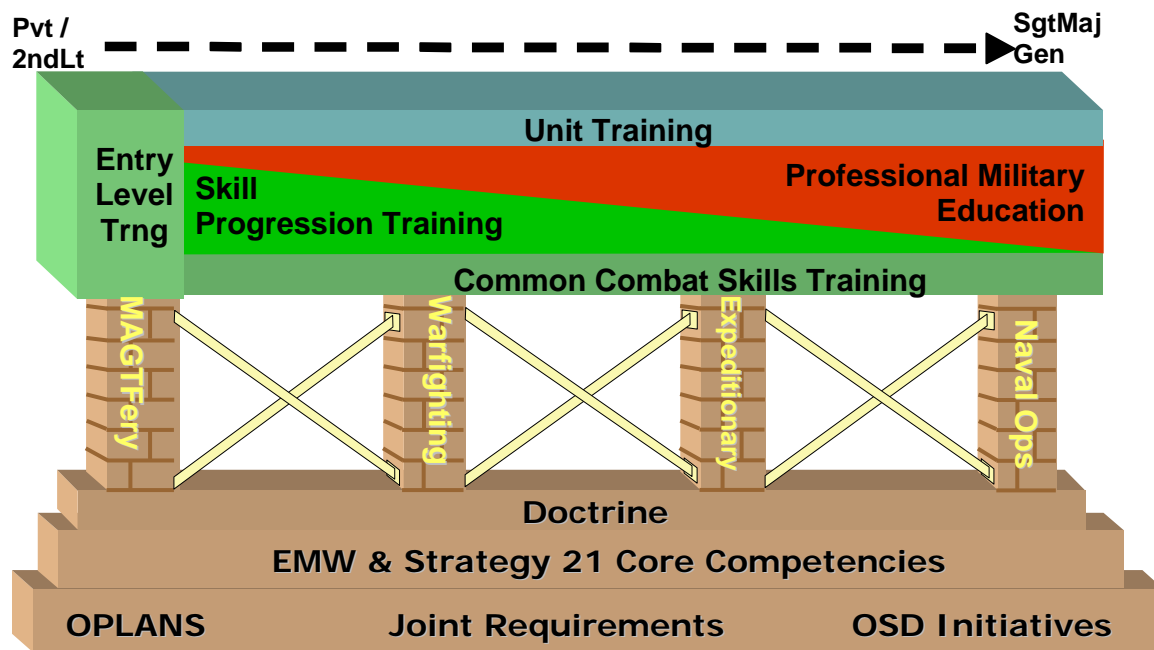 Pvt /
2ndLt
SgtMaj
Gen
Unit Training
Entry
Level
Trng
Skill
Progression Training
Professional Military
Education
Common Combat Skills Training
MAGTFery
Warfighting
Expeditionary
Naval Ops
Doctrine
EMW & Strategy 21 Core Competencies
OPLANS Joint Requirements OSD Initiatives